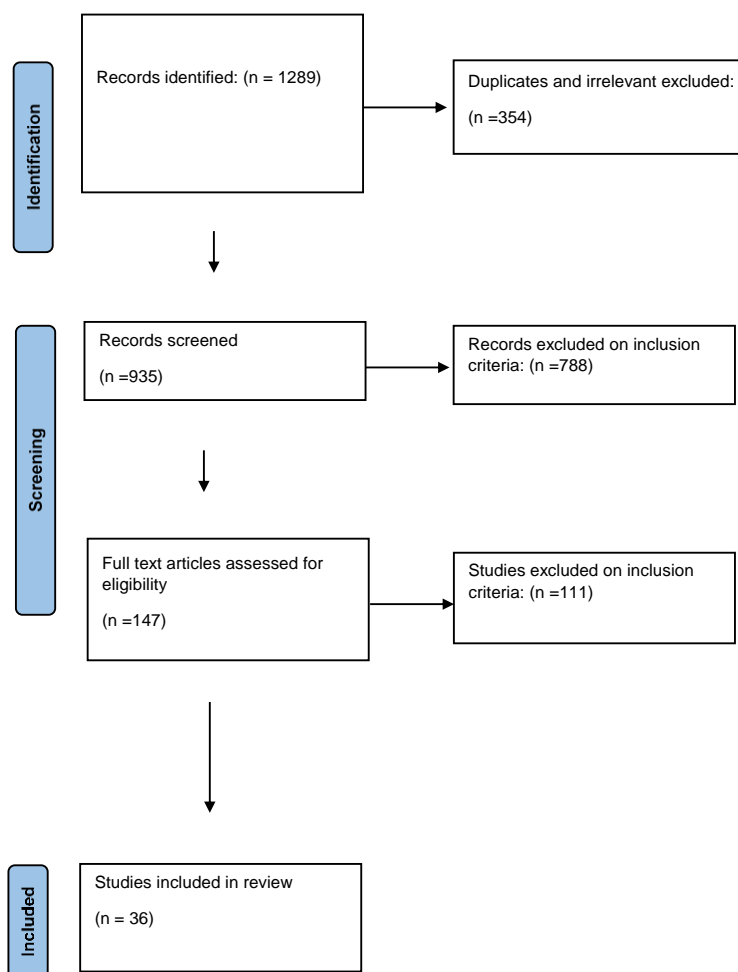 Identification
Records identified: (n = 1289)
Duplicates and irrelevant excluded:
(n =354)
Screening
Records screened
(n =935)
Records excluded on inclusion
criteria: (n =788)
Full text articles assessed for
eligibility
(n =147)
Studies excluded on inclusion
criteria: (n =111)
Included
Studies included in review
(n = 36)